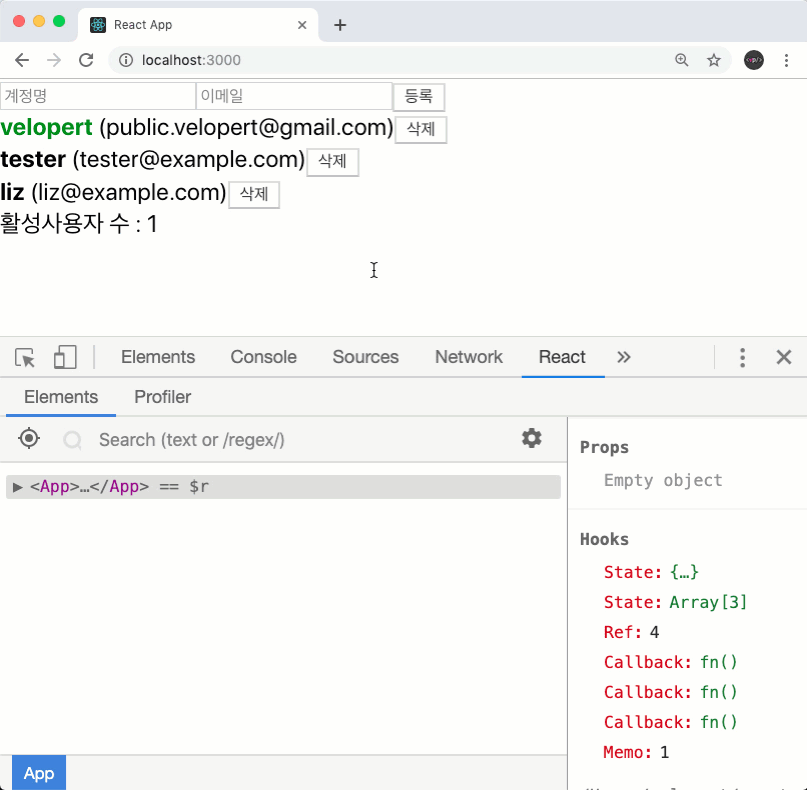 React App
localhost:3000
계정명 이메일 등록
velopert (public.velopert@gmail.com) 삭제
tester (tester@example.com) 삭제
liz (liz@example.com) 삭제
활성사용자 수 : 1
Elements Console Sources Network React
Elements Profiler
Search (text or /regex/)
▶ <App>…</App> == $r
App
Props
Empty object
Hooks
State: {…}
State: Array[3]
Ref: 4
Callback: fn()
Callback: fn()
Callback: fn()
Memo: 1